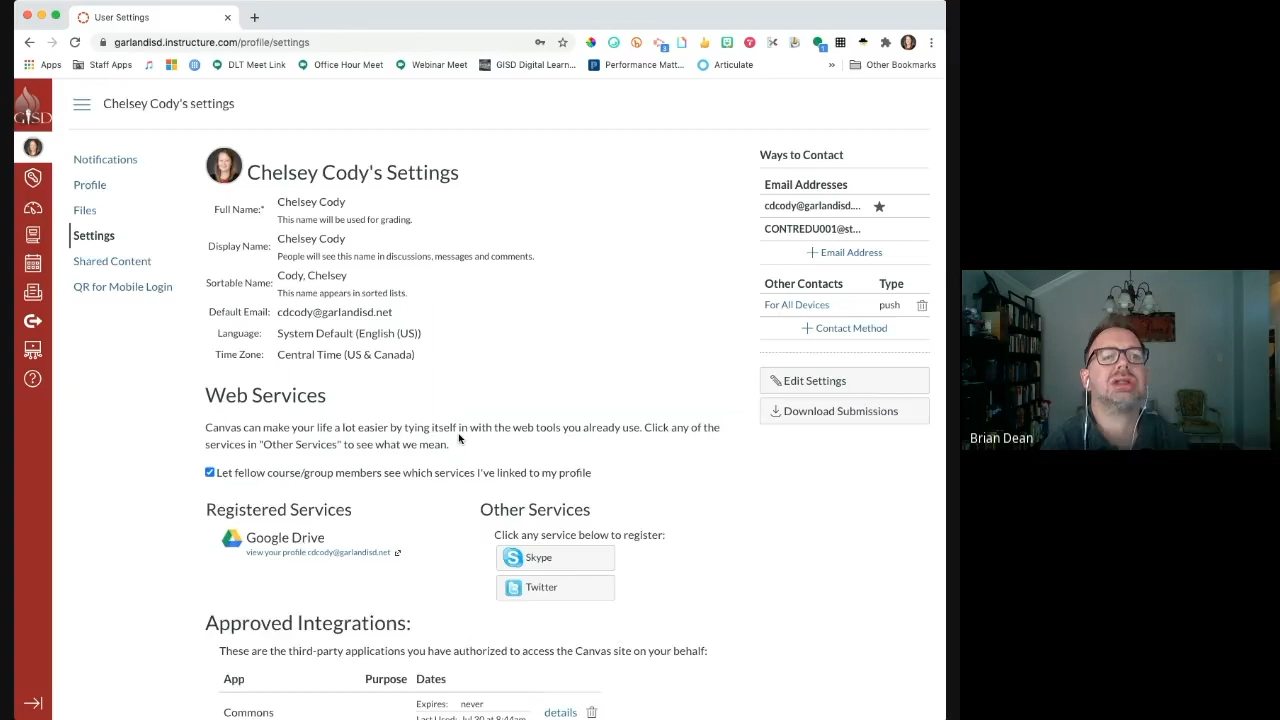 User Settings
garlandisd.instructure.com/profile/settings
Apps Staff Apps DLT Meet Link Office Hour Meet Webinar Meet GISD Digital Learn... Performance Matt... Articulate » Other Bookmarks
GISD
Chelsey Cody's settings
Notifications
Profile
Files
Settings
Shared Content
QR for Mobile Login
Chelsey Cody's Settings
Full Name:* Chelsey Cody
This name will be used for grading.
Display Name: Chelsey Cody
People will see this name in discussions, messages and comments.
Sortable Name: Cody, Chelsey
This name appears in sorted lists.
Default Email: cdcody@garlandisd.net
Language: System Default (English (US))
Time Zone: Central Time (US & Canada)
Web Services
Canvas can make your life a lot easier by tying itself in with the web tools you already use. Click any of the
services in "Other Services" to see what we mean.
Let fellow course/group members see which services I've linked to my profile
Registered Services
Google Drive
view your profile cdcody@garlandisd.net
Other Services
Click any service below to register:
Skype
Twitter
Approved Integrations:
These are the third-party applications you have authorized to access the Canvas site on your behalf:
App Purpose Dates
Expires: never
Commons details
Last Used: Jul 30 at 8:44am
Ways to Contact
Email Addresses
cdcody@garlandisd....
CONTREDU001@st...
+ Email Address
Other Contacts Type
For All Devices push
+ Contact Method
Edit Settings
Download Submissions
Brian Dean